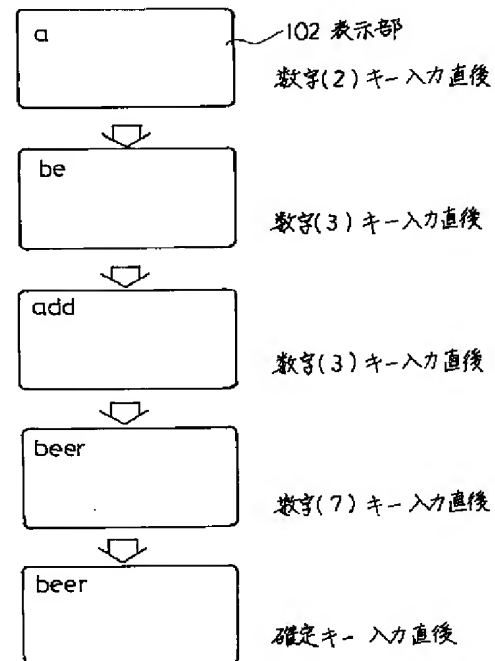 a
102 表示部
数字(2)キー入力直後
be
数字(3)キー入力直後
add
数字(3)キー入力直後
beer
数字(7)キー入力直後
beer
確定キー 入力直後